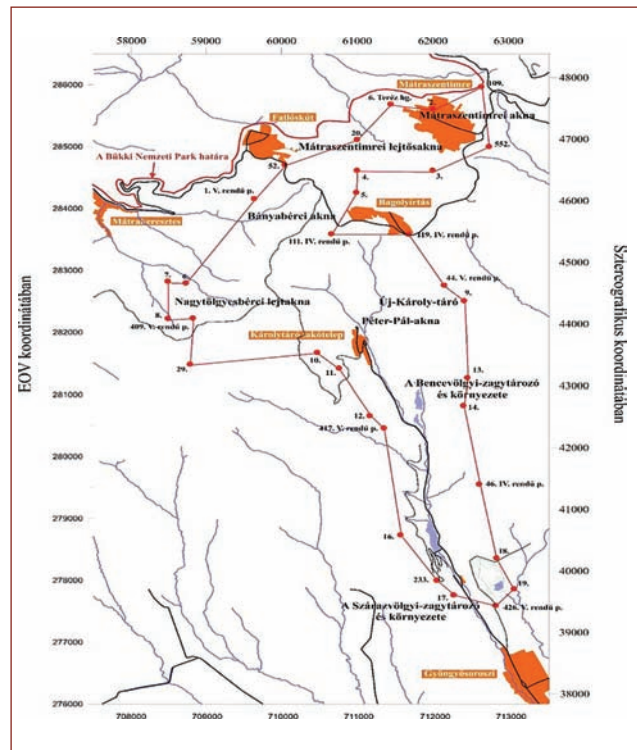 58000 59000 60000 61000 62000 63000
109.
Mátraszentimre
6. Teréz hg.
7.
Mátraszentimrei akna
Fallóskút
20.
Mátraszentimrei lejtősakna
552.
52.
A Bükki Nemzeti Park határa
4.
3.
1. V. rendű p.
5.
Bagolyirtás
Mátrakeresztes
Bányabérci akna
111. IV. rendű p.
119. IV. rendű p.
7.
6.
44. V. rendű p.
Nagytölgyesbérci lejtakna
Új-Károly-táró
9.
8.
409. V. rendű p.
Károlytáró-aknatelep
Péter-Pál-akna
29.
10.
11.
13.
A Bencevölgyi-zagytározó
és környezete
14.
12.
417. V. rendű p.
46. IV. rendű p.
16.
18.
233.
19.
17.
426. V. rendű p.
A Szárazvölgyi-zagytározó
és környezete
Gyöngyösoroszi
EOV koordinátában
286000
285000
284000
283000
282000
281000
280000
279000
278000
277000
276000
Sztereografikus koordinátában
48000
47000
46000
45000
44000
43000
42000
41000
40000
39000
38000
708000 709000 710000 711000 712000 713000